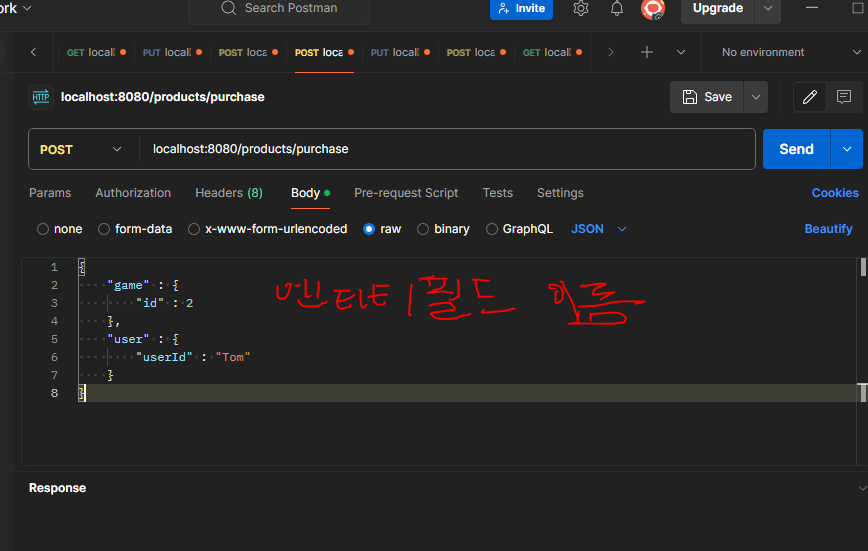 ork
Search Postman
Invite
Upgrade
GET locall
PUT locall
POST loca
POST loca
PUT locall
POST loca
GET locall
No environment
HTTP localhost:8080/products/purchase
Save
POST
localhost:8080/products/purchase
Send
Params Authorization Headers (8) Body Pre-request Script Tests Settings Cookies
none form-data x-www-form-urlencoded raw binary GraphQL JSON Beautify
1 {
2 "game" : {
3 "id" : 2
4 },
5 "user" : {
6 "userId" : "Tom"
7 }
8 }
엔티티 필드 이름
Response